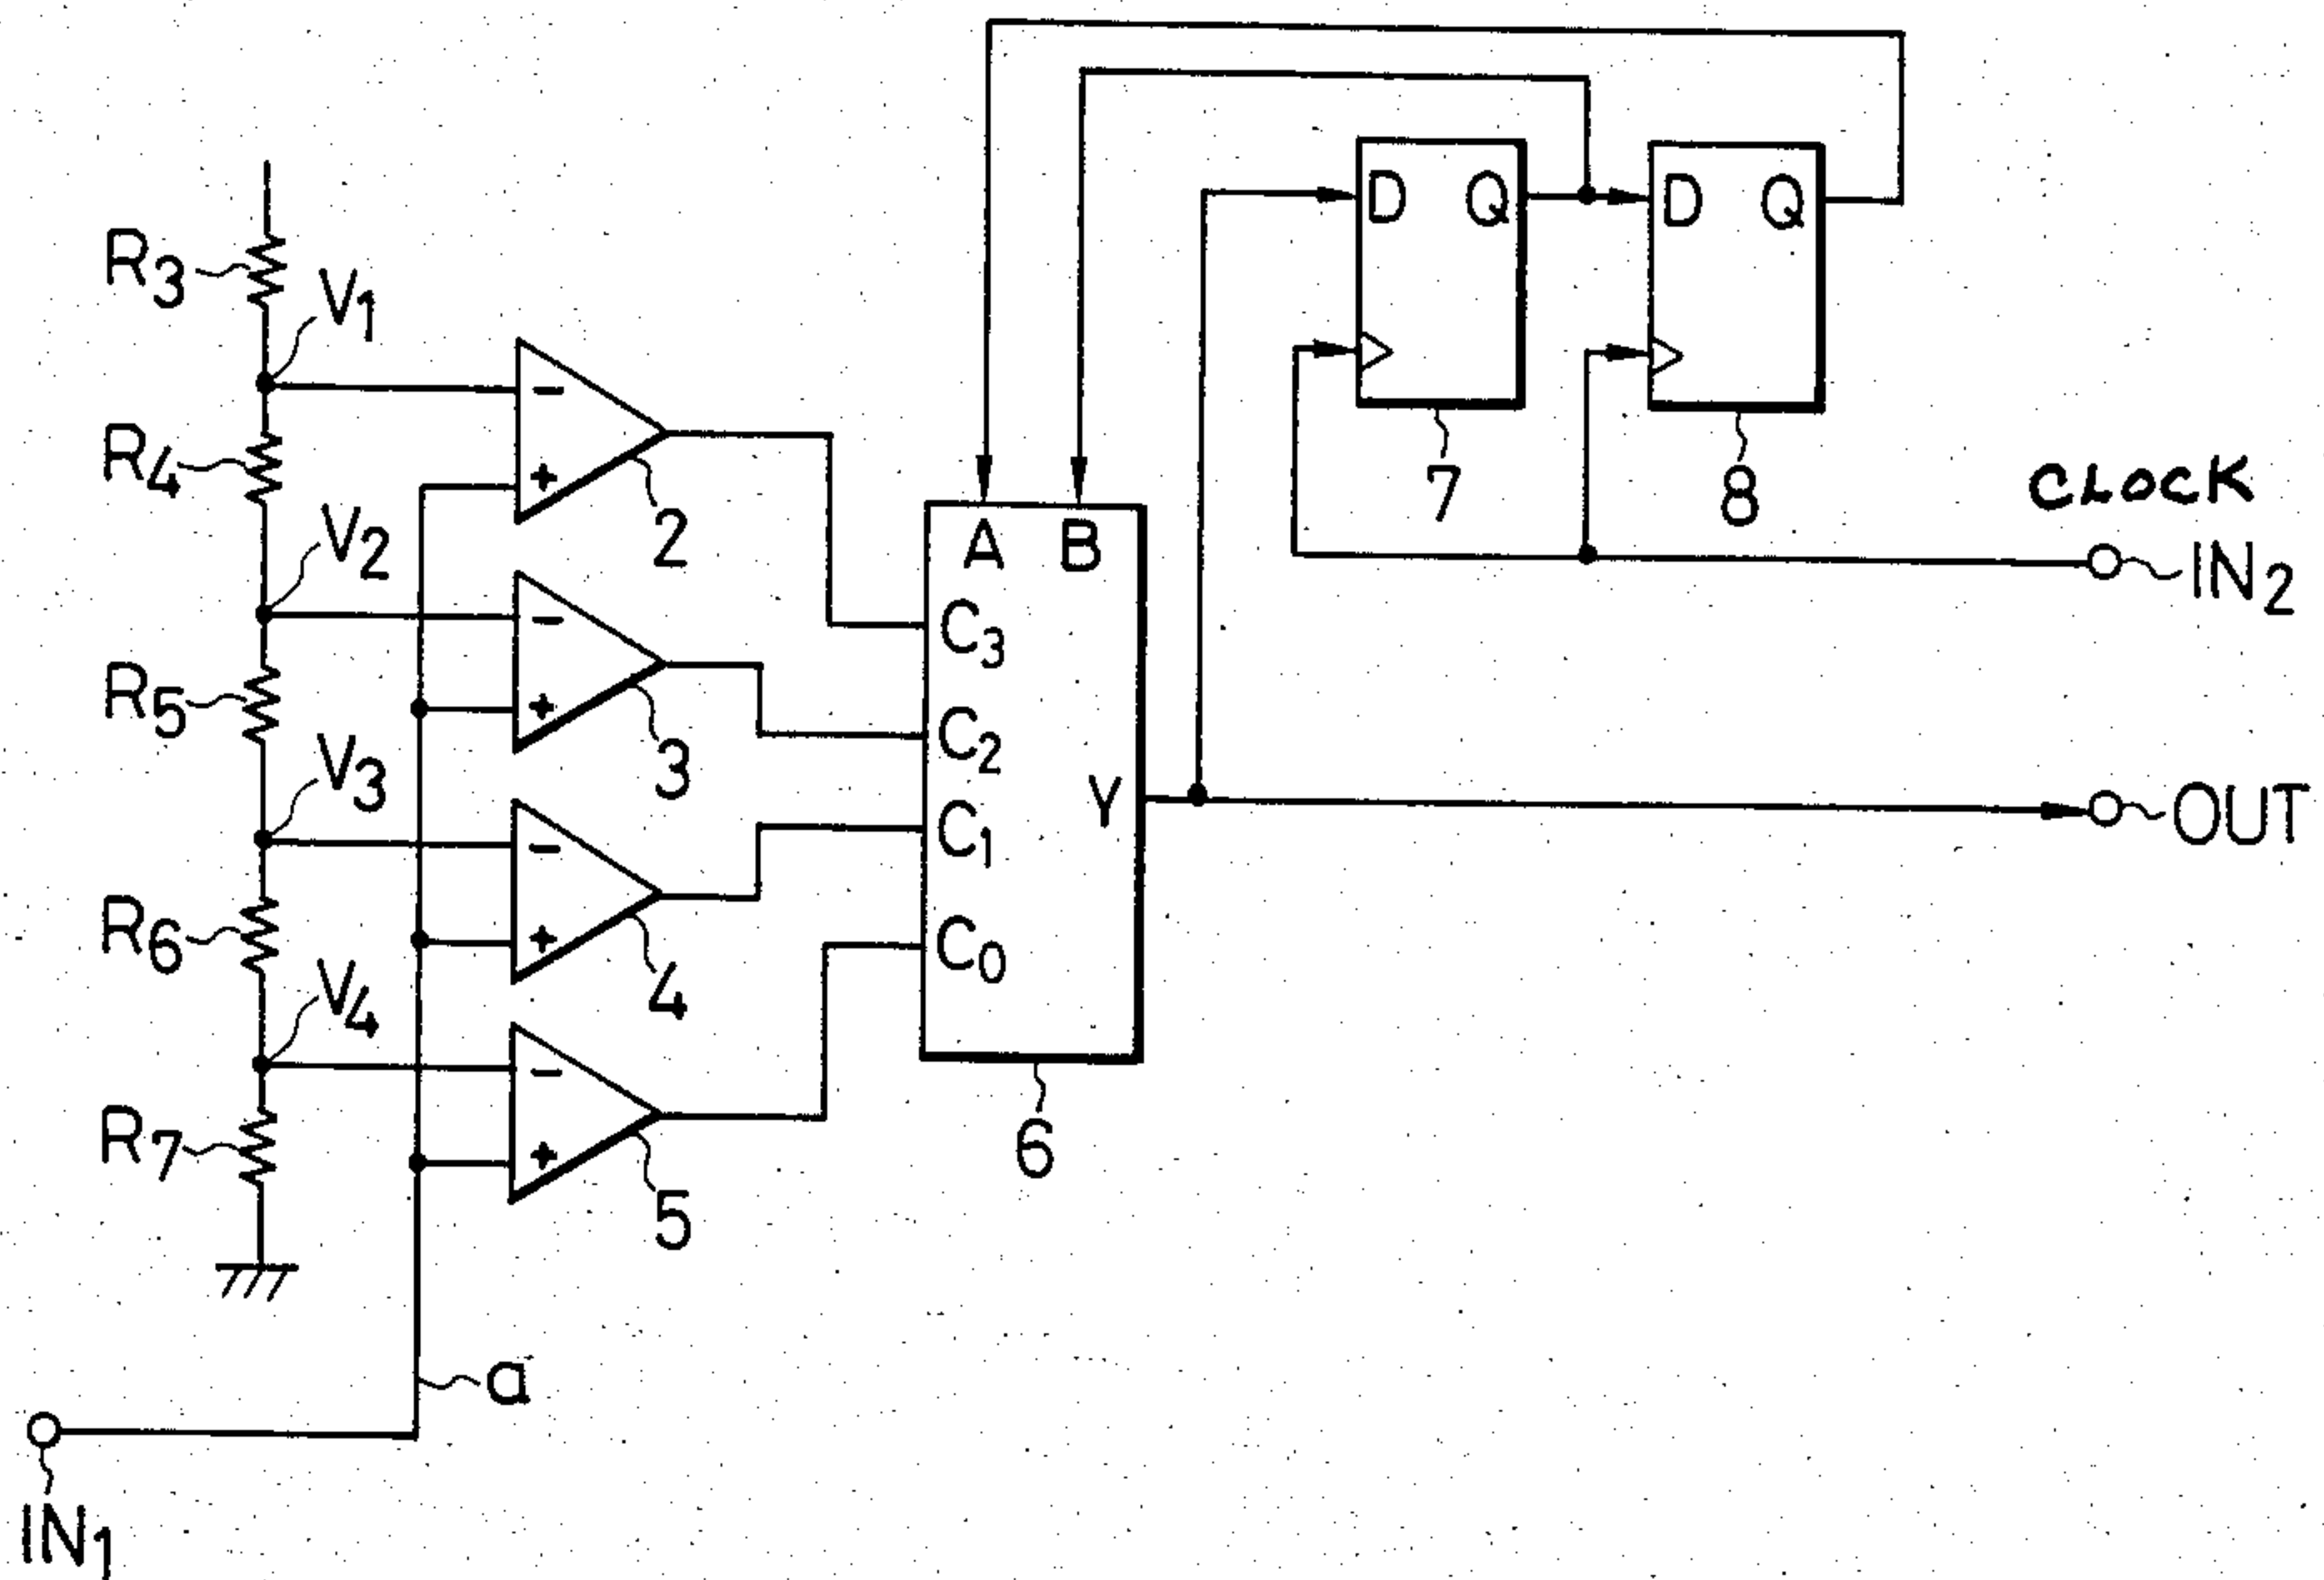 R3
V1
R4
V2
R5
V3
R6
V4
R7
a
IN1
− +
2
− +
3
− +
4
− +
5
A B
C3
C2
C1
C0
Y
6
D Q
7
D Q
8
CLOCK
IN2
OUT